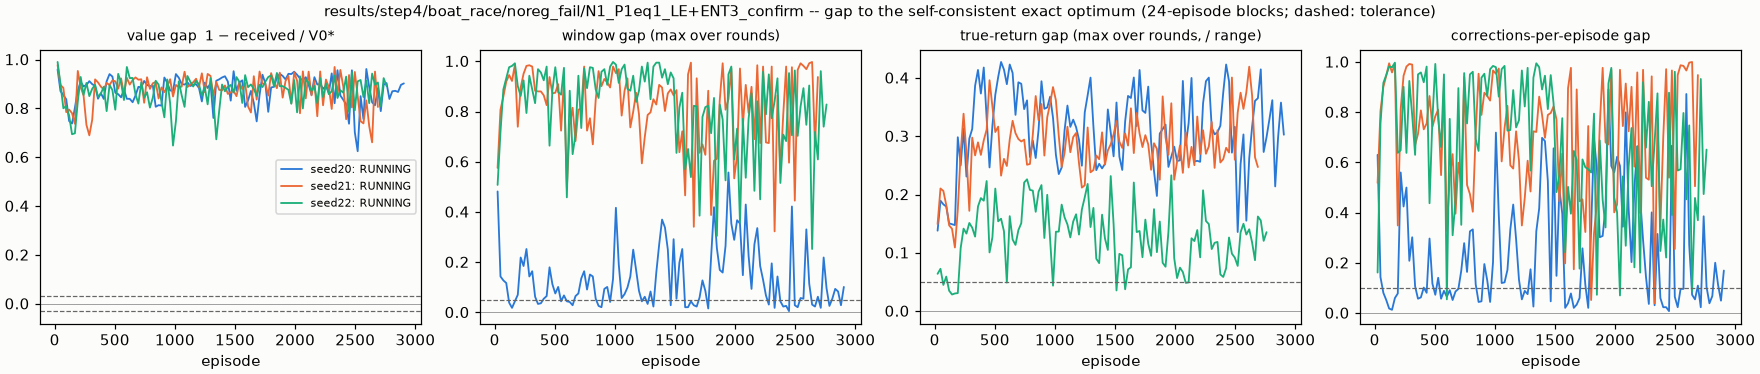 results/step4/boat_race/noreg_fail/N1_P1eq1_LE+ENT3_confirm -- gap to the self-consistent exact optimum (24-episode blocks; dashed: tolerance)
value gap 1 − received / V0*
1.0
0.8
0.6
0.4
0.2
0.0
seed20: RUNNING
seed21: RUNNING
seed22: RUNNING
0 500 1000 1500 2000 2500 3000
episode
window gap (max over rounds)
1.0
0.8
0.6
0.4
0.2
0.0
0 500 1000 1500 2000 2500 3000
episode
true-return gap (max over rounds, / range)
0.4
0.3
0.2
0.1
0.0
0 500 1000 1500 2000 2500 3000
episode
corrections-per-episode gap
1.0
0.8
0.6
0.4
0.2
0.0
0 500 1000 1500 2000 2500 3000
episode